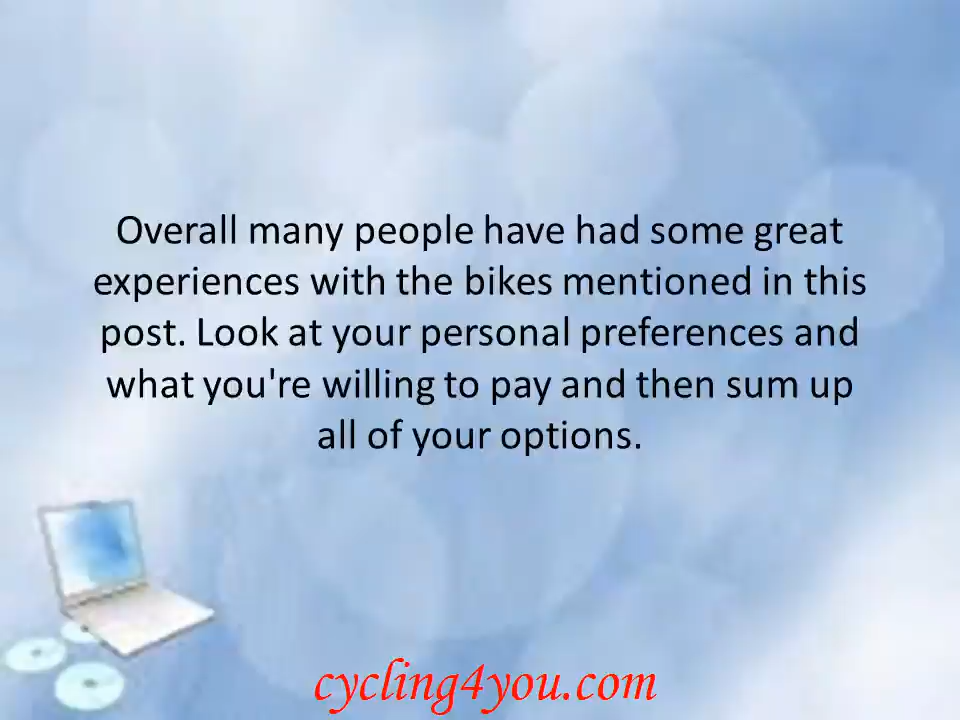 Overall many people have had some great
experiences with the bikes mentioned in this
post. Look at your personal preferences and
what you're willing to pay and then sum up
all of your options.
cycling4you.com